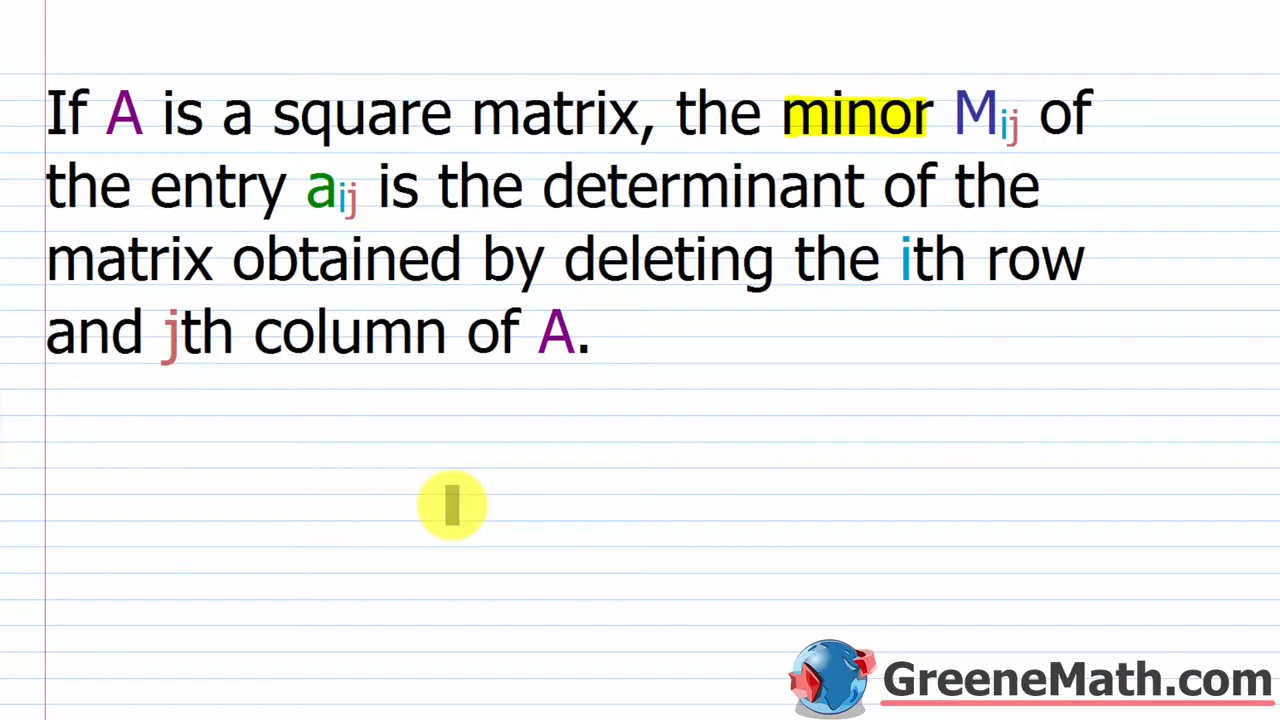 If A is a square matrix, the minor Mij of
the entry aij is the determinant of the
matrix obtained by deleting the ith row
and jth column of A.
GreeneMath.com